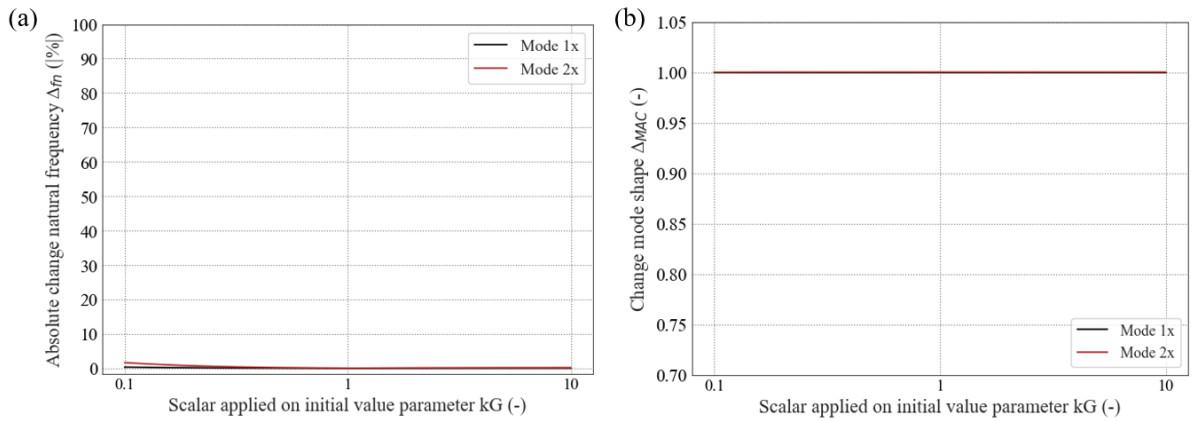 (a)
Absolute change natural frequency Δfn (|%|)
100
90
80
70
60
50
40
30
20
10
0
0.1
1
10
Scalar applied on initial value parameter kG (-)
Mode 1x
Mode 2x
(b)
Change mode shape ΔMAC (-)
1.05
1.00
0.95
0.90
0.85
0.80
0.75
0.70
0.1
1
10
Scalar applied on initial value parameter kG (-)
Mode 1x
Mode 2x